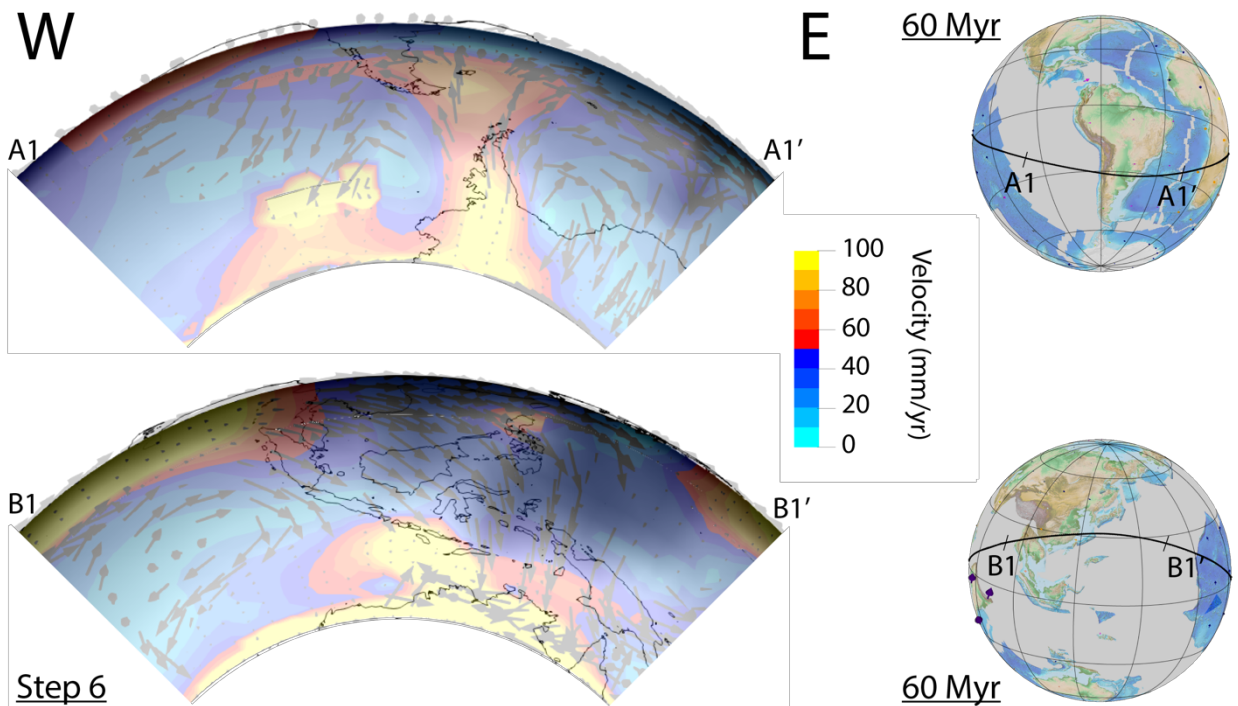 W
E
60 Myr
A1
A1’
A1
A1’
100
80
60
40
20
0
Velocity (mm/yr)
B1
B1’
B1
B1’
Step 6
60 Myr